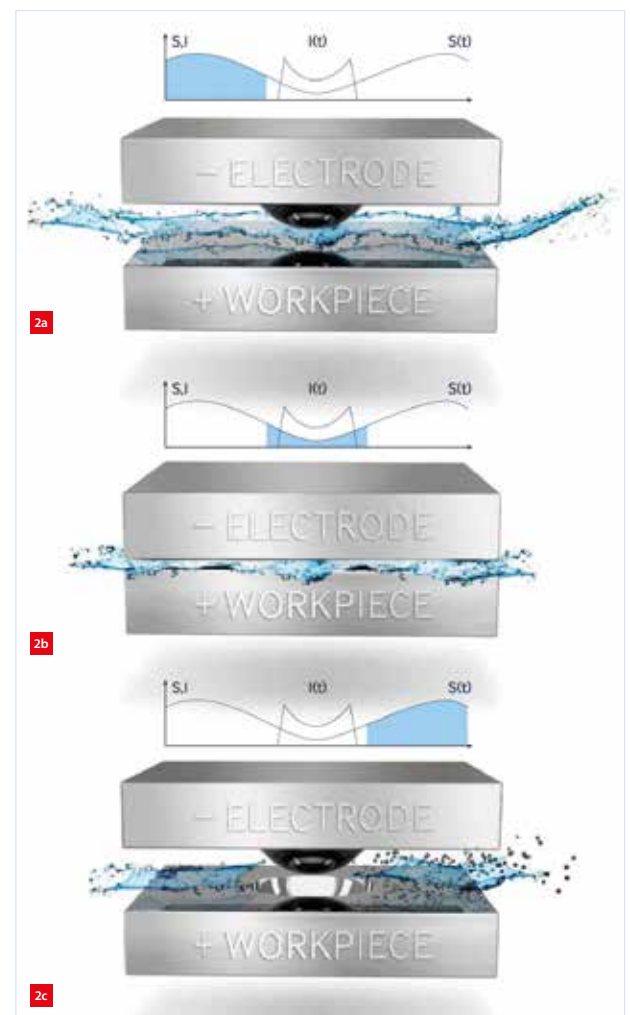 S,I I(t) S(t)
− ELECTRODE
+ WORKPIECE
2a
S,I I(t) S(t)
− ELECTRODE
+ WORKPIECE
2b
S,I I(t) S(t)
− ELECTRODE
+ WORKPIECE
2c